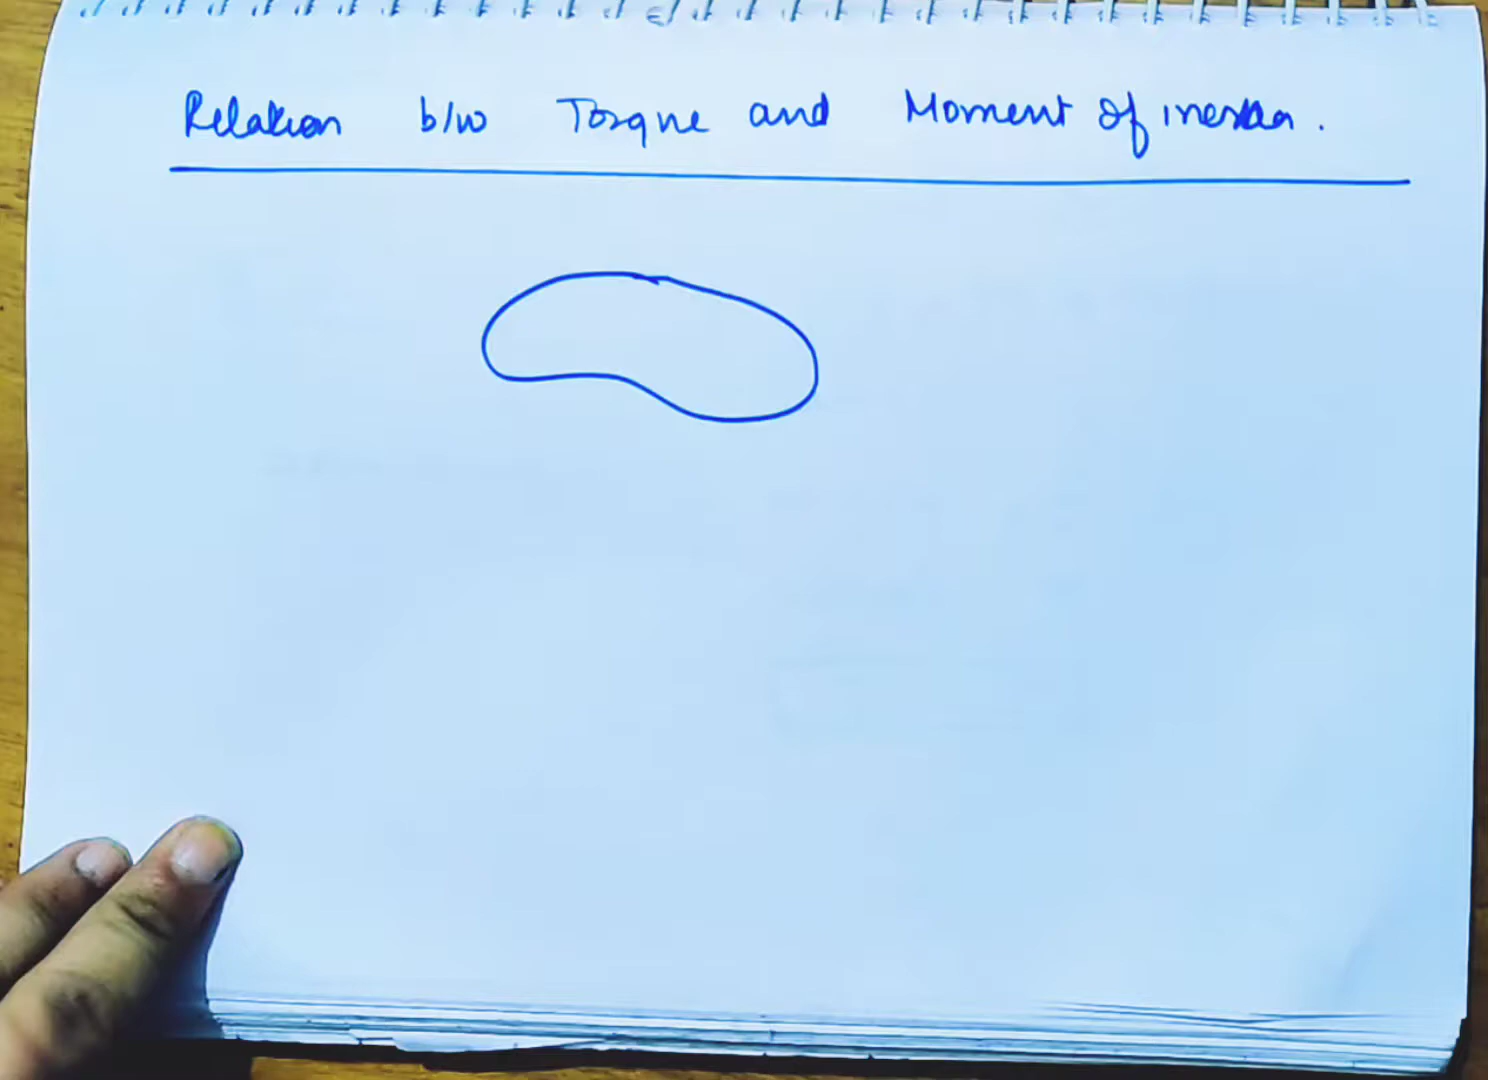 Relation b/w Torque and Moment of inertia.